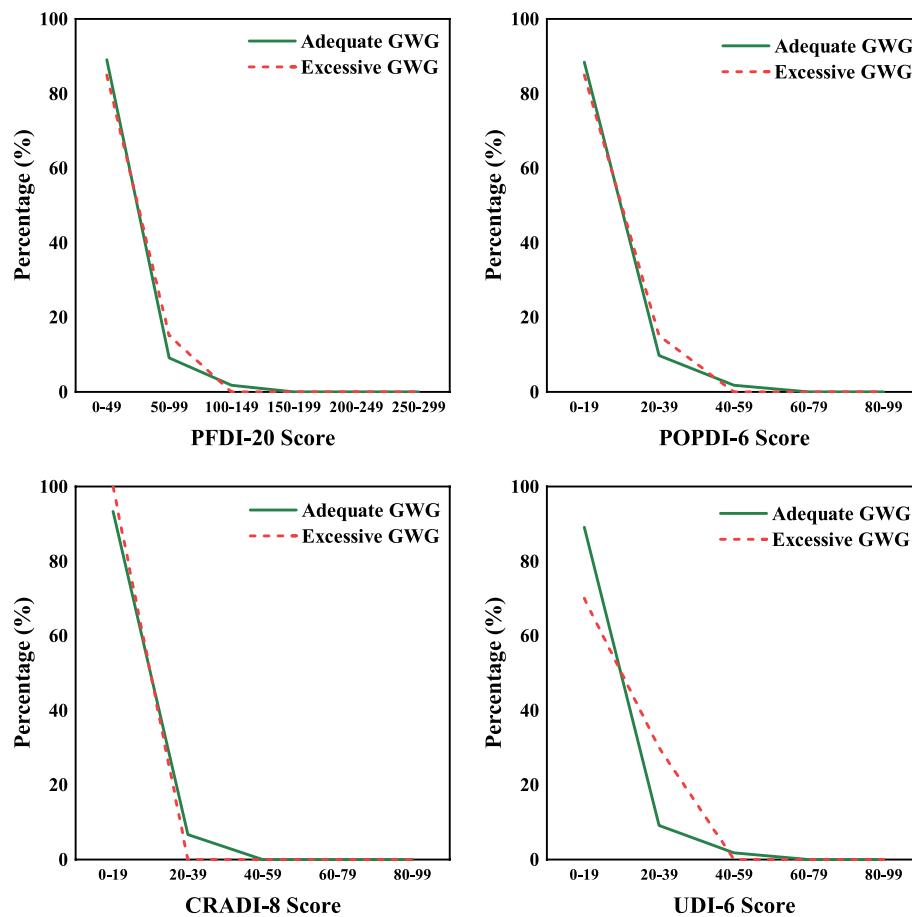 100
80
60
40
20
0
Percentage (%)
Adequate GWG
Excessive GWG
0-49 50-99 100-149 150-199 200-249 250-299
PFDI-20 Score
100
80
60
40
20
0
Percentage (%)
Adequate GWG
Excessive GWG
0-19 20-39 40-59 60-79 80-99
POPDI-6 Score
100
80
60
40
20
0
Percentage (%)
Adequate GWG
Excessive GWG
0-19 20-39 40-59 60-79 80-99
CRADI-8 Score
100
80
60
40
20
0
Percentage (%)
Adequate GWG
Excessive GWG
0-19 20-39 40-59 60-79 80-99
UDI-6 Score